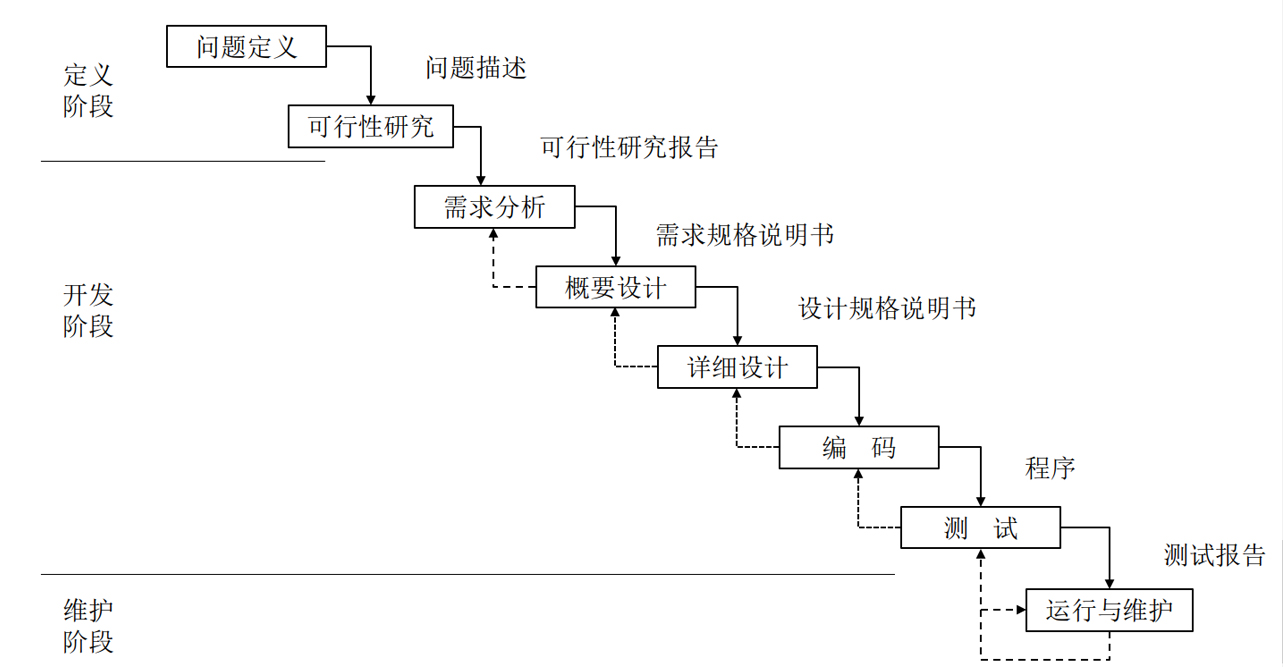 问题定义
问题描述
定义
阶段
可行性研究
可行性研究报告
需求分析
需求规格说明书
概要设计
设计规格说明书
开发
阶段
详细设计
编 码
程序
测 试
测试报告
运行与维护
维护
阶段